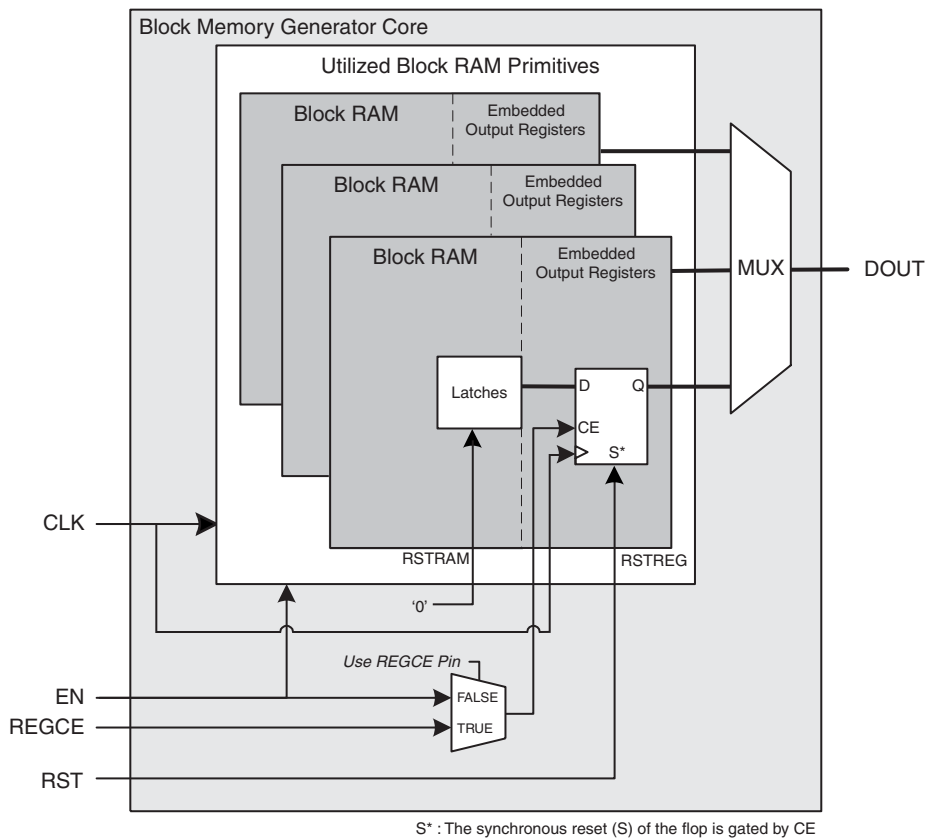 Block Memory Generator Core
Utilized Block RAM Primitives
Block RAM
Embedded
Output Registers
Block RAM
Embedded
Output Registers
Block RAM
Embedded
Output Registers
MUX
DOUT
Latches
D
Q
CE
S*
CLK
RSTRAM
RSTREG
'0'
Use REGCE Pin
EN
FALSE
REGCE
TRUE
RST
S* : The synchronous reset (S) of the flop is gated by CE